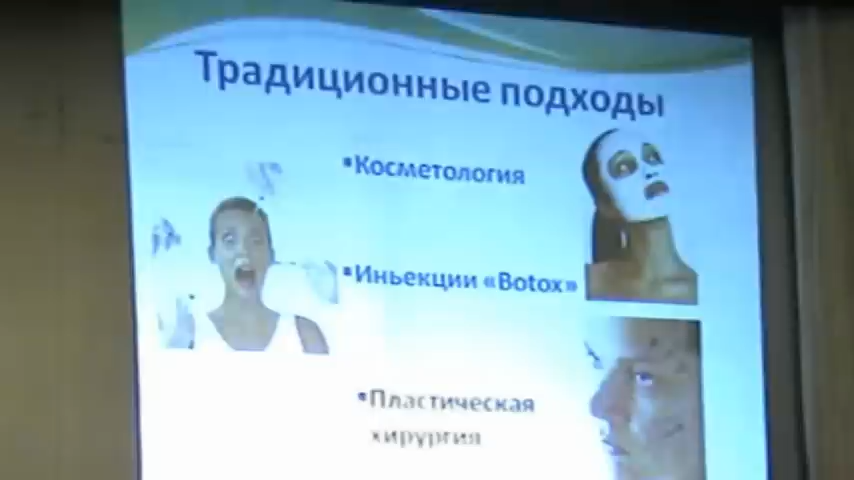 Традиционные подходы
▪Косметология
▪Иньекции «Botox»
▪Пластическая
хирургия